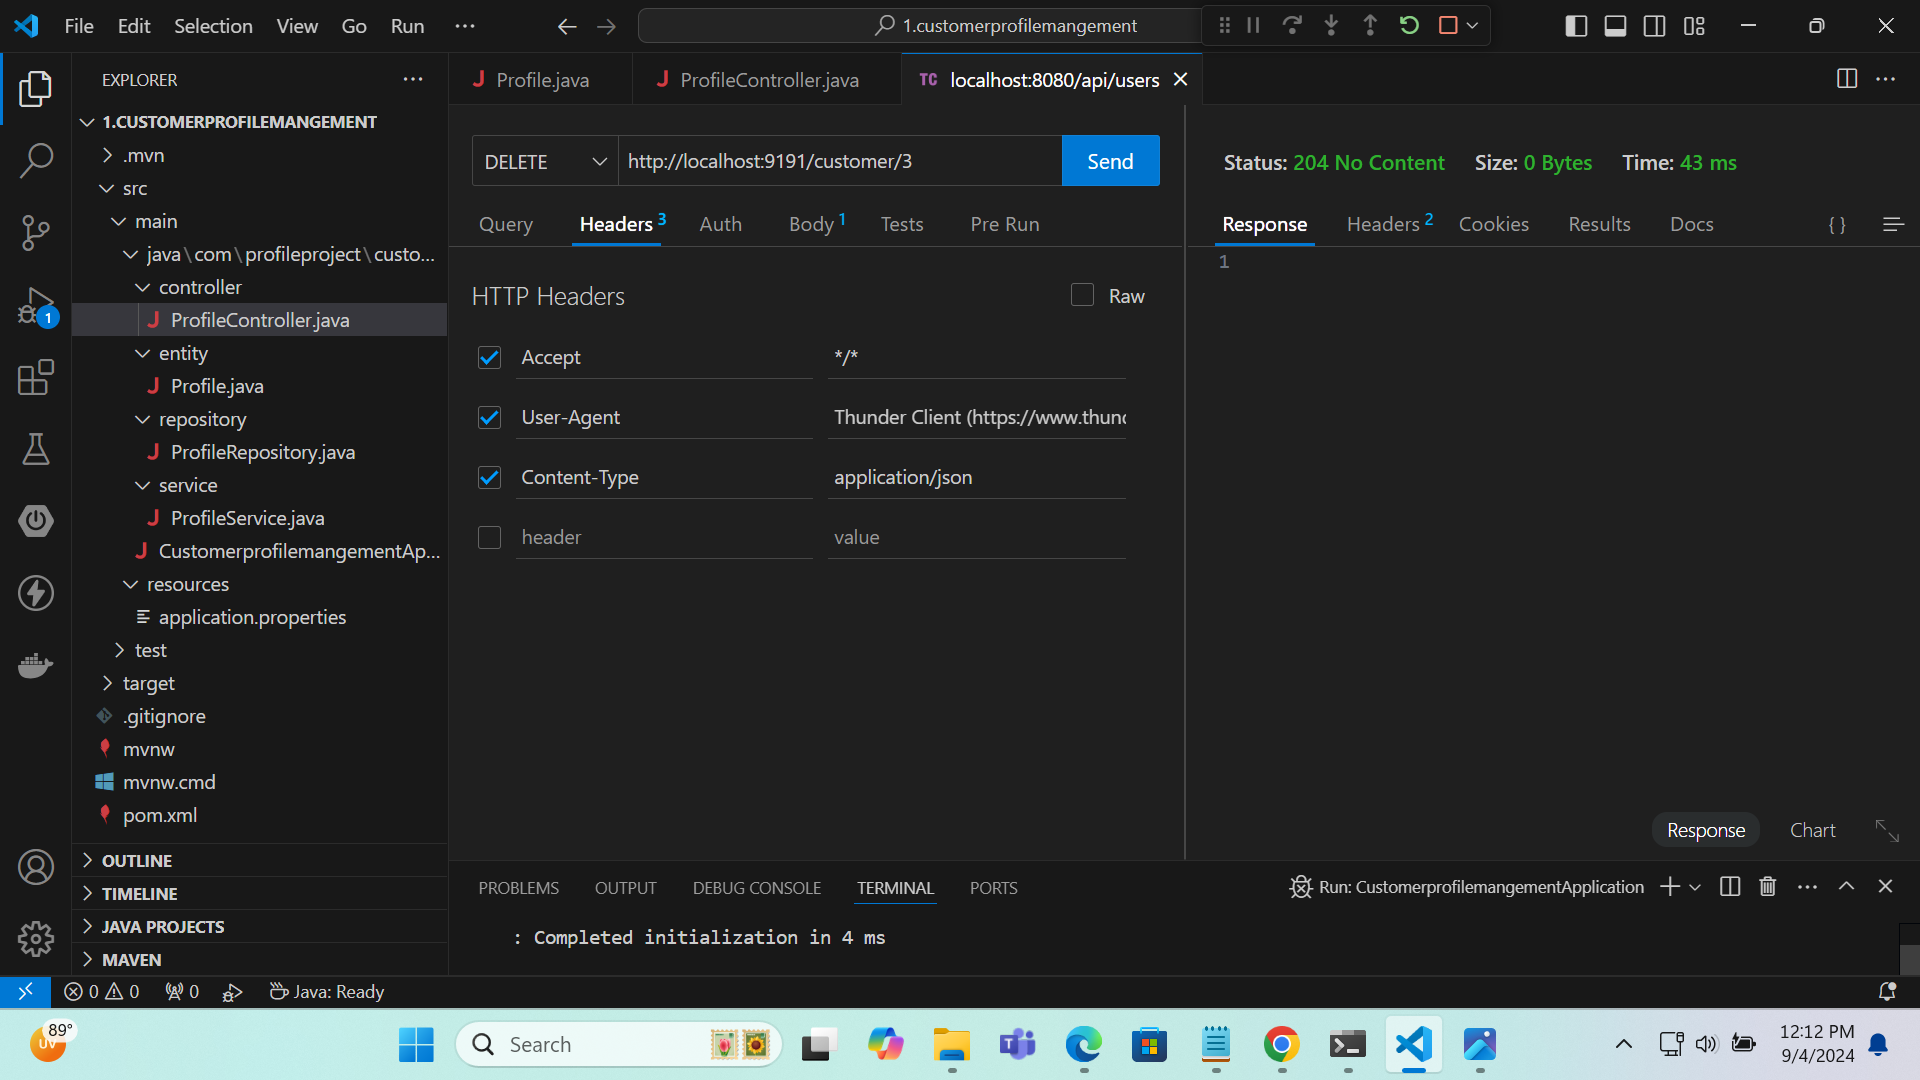 File Edit Selection View Go Run ···
1.customerprofilemangement
EXPLORER
1.CUSTOMERPROFILEMANGEMENT
.mvn
src
main
java\com\profileproject\custo...
controller
ProfileController.java
entity
Profile.java
repository
ProfileRepository.java
service
ProfileService.java
CustomerprofilemangementAp...
resources
application.properties
test
target
.gitignore
mvnw
mvnw.cmd
pom.xml
OUTLINE
TIMELINE
JAVA PROJECTS
MAVEN
1
Profile.java
ProfileController.java
TC localhost:8080/api/users
DELETE http://localhost:9191/customer/3 Send
Query Headers 3 Auth Body 1 Tests Pre Run
HTTP Headers Raw
Accept */*
User-Agent Thunder Client (https://www.thund
Content-Type application/json
header value
Status: 204 No Content Size: 0 Bytes Time: 43 ms
Response Headers 2 Cookies Results Docs { }
1
Response Chart
PROBLEMS OUTPUT DEBUG CONSOLE TERMINAL PORTS
Run: CustomerprofilemangementApplication
: Completed initialization in 4 ms
0 0 0 Java: Ready
89°
UV
Search
12:12 PM
9/4/2024